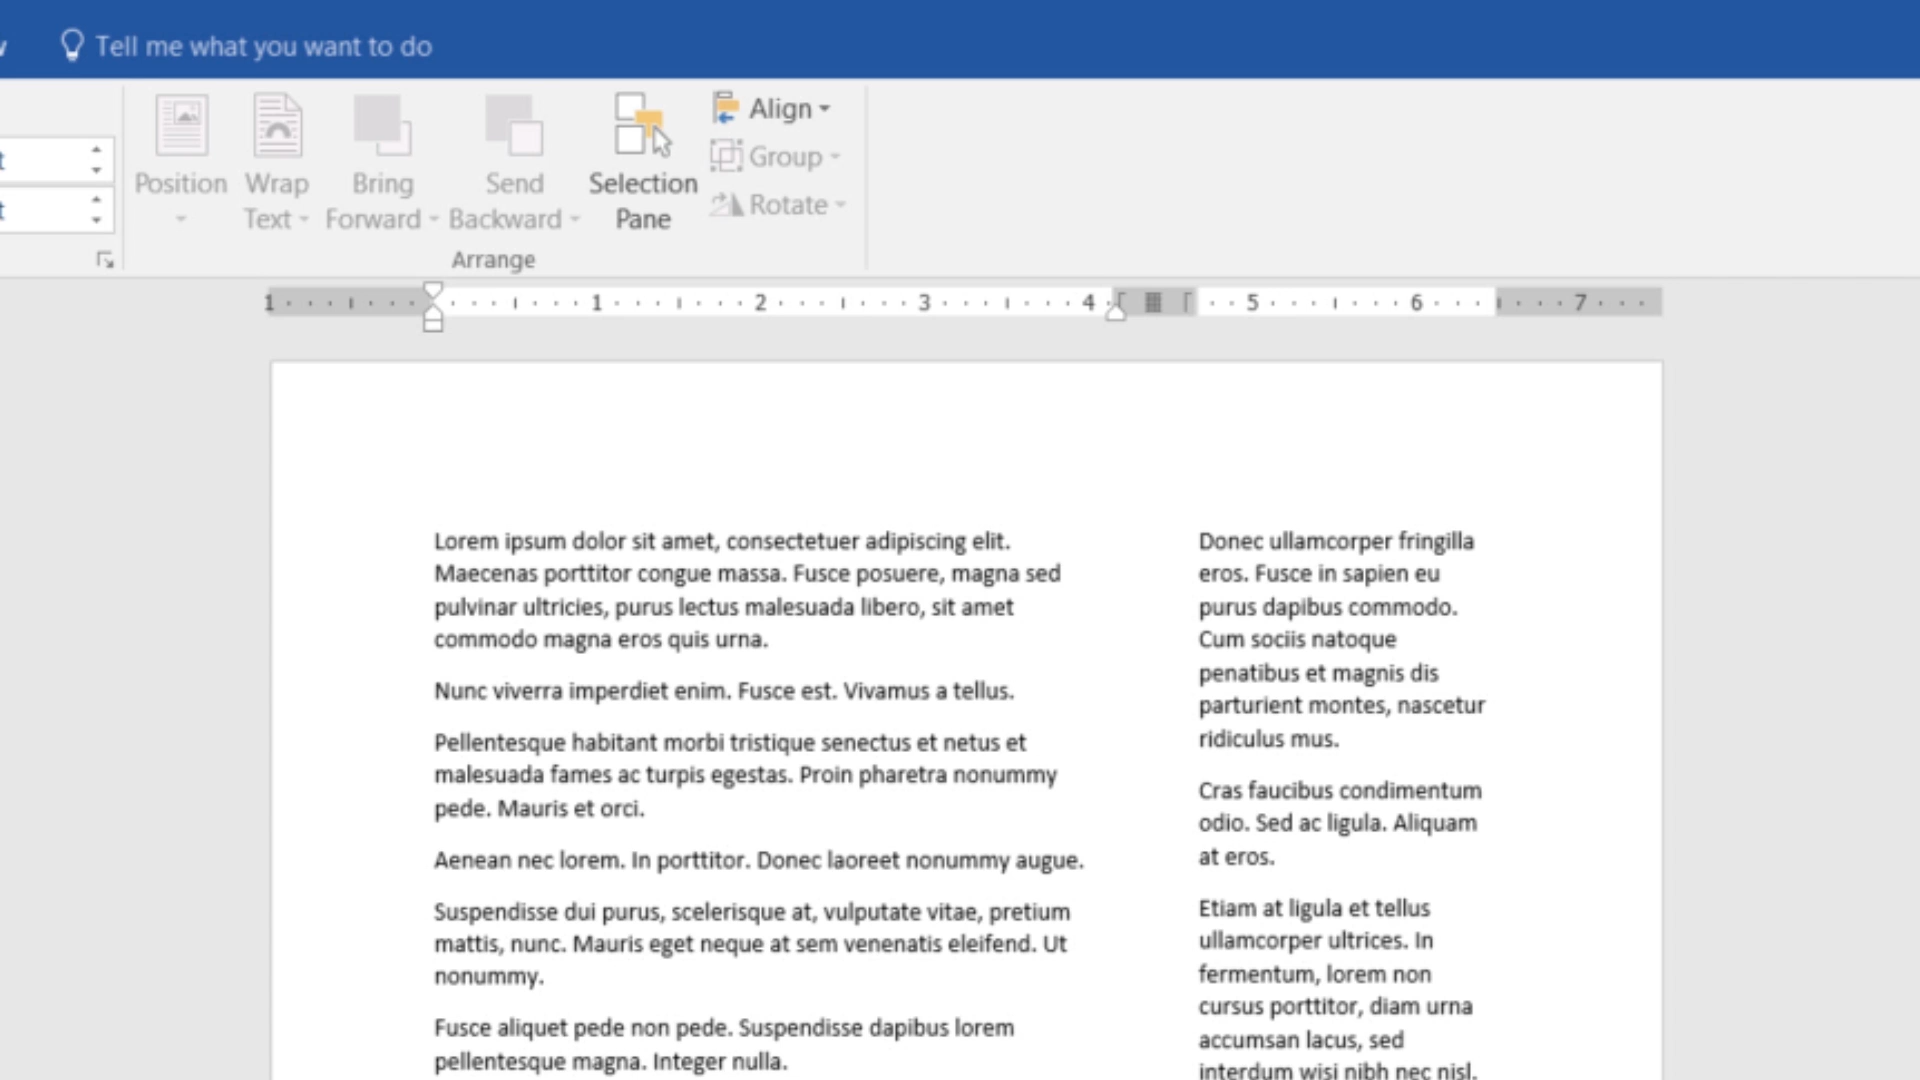 Tell me what you want to do
Position
Wrap
Text
Bring
Forward
Send
Backward
Selection
Pane
Align
Group
Rotate
Arrange
1 1 2 3 4 5 6 7
Lorem ipsum dolor sit amet, consectetuer adipiscing elit.
Maecenas porttitor congue massa. Fusce posuere, magna sed
pulvinar ultricies, purus lectus malesuada libero, sit amet
commodo magna eros quis urna.
Nunc viverra imperdiet enim. Fusce est. Vivamus a tellus.
Pellentesque habitant morbi tristique senectus et netus et
malesuada fames ac turpis egestas. Proin pharetra nonummy
pede. Mauris et orci.
Aenean nec lorem. In porttitor. Donec laoreet nonummy augue.
Suspendisse dui purus, scelerisque at, vulputate vitae, pretium
mattis, nunc. Mauris eget neque at sem venenatis eleifend. Ut
nonummy.
Fusce aliquet pede non pede. Suspendisse dapibus lorem
pellentesque magna. Integer nulla.
Donec ullamcorper fringilla
eros. Fusce in sapien eu
purus dapibus commodo.
Cum sociis natoque
penatibus et magnis dis
parturient montes, nascetur
ridiculus mus.
Cras faucibus condimentum
odio. Sed ac ligula. Aliquam
at eros.
Etiam at ligula et tellus
ullamcorper ultrices. In
fermentum, lorem non
cursus porttitor, diam urna
accumsan lacus, sed
interdum wisi nibh nec nisl.